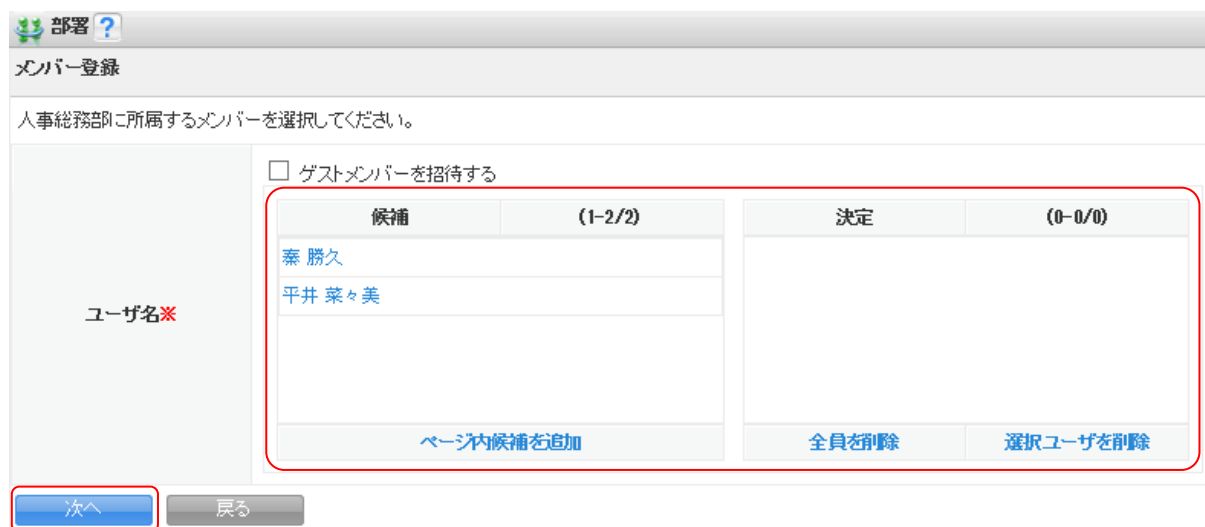 部署 ?
メンバー登録
人事総務部に所属するメンバーを選択してください。
ゲストメンバーを招待する
候補 (1-2/2) 決定 (0-0/0)
秦 勝久
平井 菜々美
ユーザ名※
ページ内候補を追加 全員を削除 選択ユーザを削除
次へ 戻る